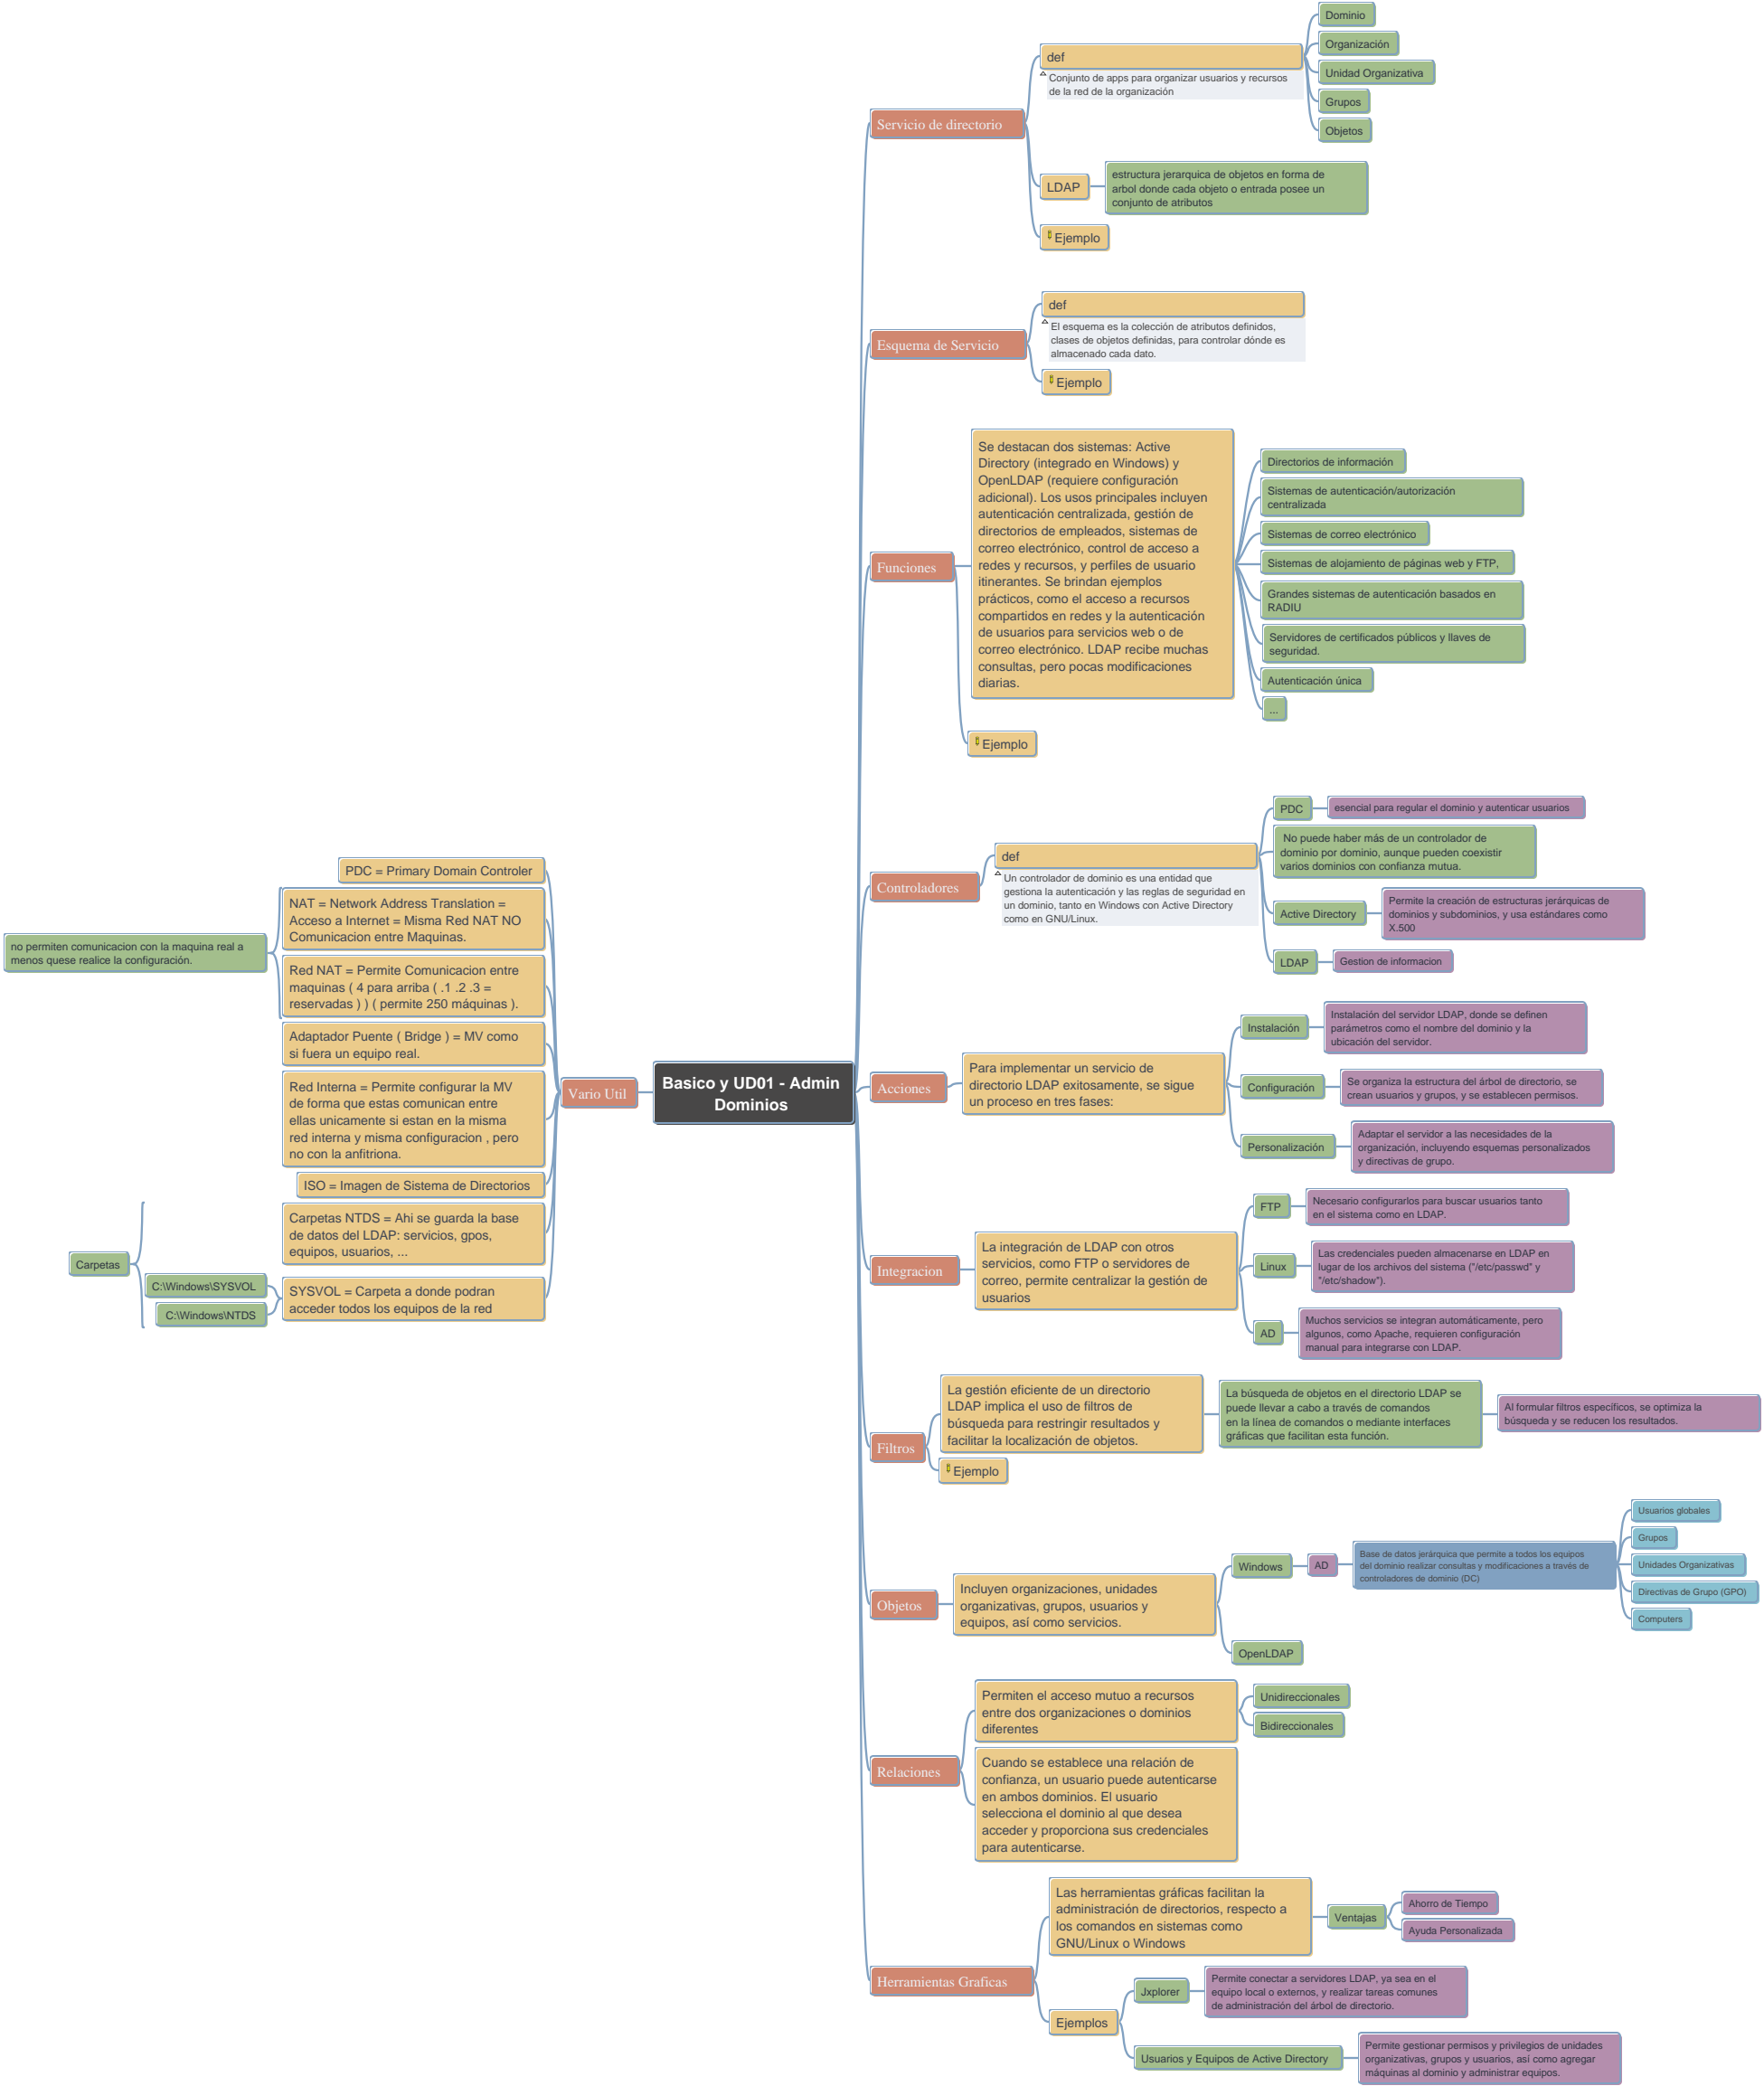 Basico y UD01 - Admin
Dominios
Servicio de directorio
def
Conjunto de apps para organizar usuarios y recursos
de la red de la organización
Dominio
Organización
Unidad Organizativa
Grupos
Objetos
LDAP
estructura jerarquica de objetos en forma de
arbol donde cada objeto o entrada posee un
conjunto de atributos
Ejemplo
Esquema de Servicio
def
El esquema es la colección de atributos definidos,
clases de objetos definidas, para controlar dónde es
almacenado cada dato.
Ejemplo
Funciones
Se destacan dos sistemas: Active
Directory (integrado en Windows) y
OpenLDAP (requiere configuración
adicional). Los usos principales incluyen
autenticación centralizada, gestión de
directorios de empleados, sistemas de
correo electrónico, control de acceso a
redes y recursos, y perfiles de usuario
itinerantes. Se brindan ejemplos
prácticos, como el acceso a recursos
compartidos en redes y la autenticación
de usuarios para servicios web o de
correo electrónico. LDAP recibe muchas
consultas, pero pocas modificaciones
diarias.
Directorios de información
Sistemas de autenticación/autorización
centralizada
Sistemas de correo electrónico
Sistemas de alojamiento de páginas web y FTP,
Grandes sistemas de autenticación basados en
RADIU
Servidores de certificados públicos y llaves de
seguridad.
Autenticación única
...
Ejemplo
Controladores
def
Un controlador de dominio es una entidad que
gestiona la autenticación y las reglas de seguridad en
un dominio, tanto en Windows con Active Directory
como en GNU/Linux.
PDC
esencial para regular el dominio y autenticar usuarios
No puede haber más de un controlador de
dominio por dominio, aunque pueden coexistir
varios dominios con confianza mutua.
Active Directory
Permite la creación de estructuras jerárquicas de
dominios y subdominios, y usa estándares como
X.500
LDAP
Gestion de informacion
Acciones
Para implementar un servicio de
directorio LDAP exitosamente, se sigue
un proceso en tres fases:
Instalación
Instalación del servidor LDAP, donde se definen
parámetros como el nombre del dominio y la
ubicación del servidor.
Configuración
Se organiza la estructura del árbol de directorio, se
crean usuarios y grupos, y se establecen permisos.
Personalización
Adaptar el servidor a las necesidades de la
organización, incluyendo esquemas personalizados
y directivas de grupo.
Integracion
La integración de LDAP con otros
servicios, como FTP o servidores de
correo, permite centralizar la gestión de
usuarios
FTP
Necesario configurarlos para buscar usuarios tanto
en el sistema como en LDAP.
Linux
Las credenciales pueden almacenarse en LDAP en
lugar de los archivos del sistema ("/etc/passwd" y
"/etc/shadow").
AD
Muchos servicios se integran automáticamente, pero
algunos, como Apache, requieren configuración
manual para integrarse con LDAP.
Filtros
La gestión eficiente de un directorio
LDAP implica el uso de filtros de
búsqueda para restringir resultados y
facilitar la localización de objetos.
La búsqueda de objetos en el directorio LDAP se
puede llevar a cabo a través de comandos
en la línea de comandos o mediante interfaces
gráficas que facilitan esta función.
Al formular filtros específicos, se optimiza la
búsqueda y se reducen los resultados.
Ejemplo
Objetos
Incluyen organizaciones, unidades
organizativas, grupos, usuarios y
equipos, así como servicios.
Windows
AD
Base de datos jerárquica que permite a todos los equipos
del dominio realizar consultas y modificaciones a través de
controladores de dominio (DC)
Usuarios globales
Grupos
Unidades Organizativas
Directivas de Grupo (GPO)
Computers
OpenLDAP
Relaciones
Permiten el acceso mutuo a recursos
entre dos organizaciones o dominios
diferentes
Unidireccionales
Bidireccionales
Cuando se establece una relación de
confianza, un usuario puede autenticarse
en ambos dominios. El usuario
selecciona el dominio al que desea
acceder y proporciona sus credenciales
para autenticarse.
Herramientas Graficas
Las herramientas gráficas facilitan la
administración de directorios, respecto a
los comandos en sistemas como
GNU/Linux o Windows
Ventajas
Ahorro de Tiempo
Ayuda Personalizada
Ejemplos
Jxplorer
Permite conectar a servidores LDAP, ya sea en el
equipo local o externos, y realizar tareas comunes
de administración del árbol de directorio.
Usuarios y Equipos de Active Directory
Permite gestionar permisos y privilegios de unidades
organizativas, grupos y usuarios, así como agregar
máquinas al dominio y administrar equipos.
Vario Util
PDC = Primary Domain Controler
NAT = Network Address Translation =
Acceso a Internet = Misma Red NAT NO
Comunicacion entre Maquinas.
Red NAT = Permite Comunicacion entre
maquinas ( 4 para arriba ( .1 .2 .3 =
reservadas ) ) ( permite 250 máquinas ).
no permiten comunicacion con la maquina real a
menos quese realice la configuración.
Adaptador Puente ( Bridge ) = MV como
si fuera un equipo real.
Red Interna = Permite configurar la MV
de forma que estas comunican entre
ellas unicamente si estan en la misma
red interna y misma configuracion , pero
no con la anfitriona.
ISO = Imagen de Sistema de Directorios
Carpetas NTDS = Ahi se guarda la base
de datos del LDAP: servicios, gpos,
equipos, usuarios, ...
SYSVOL = Carpeta a donde podran
acceder todos los equipos de la red
C:\Windows\SYSVOL
C:\Windows\NTDS
Carpetas